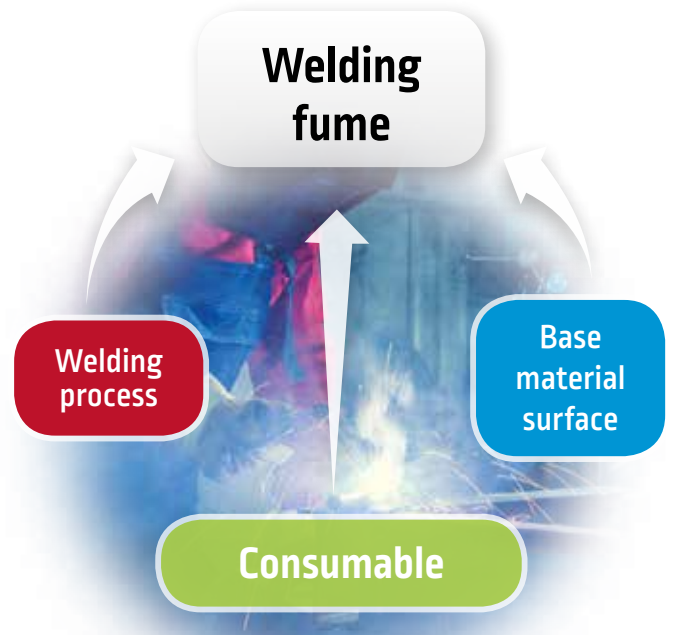 Welding
fume
Welding
process
Base
material
surface
Consumable